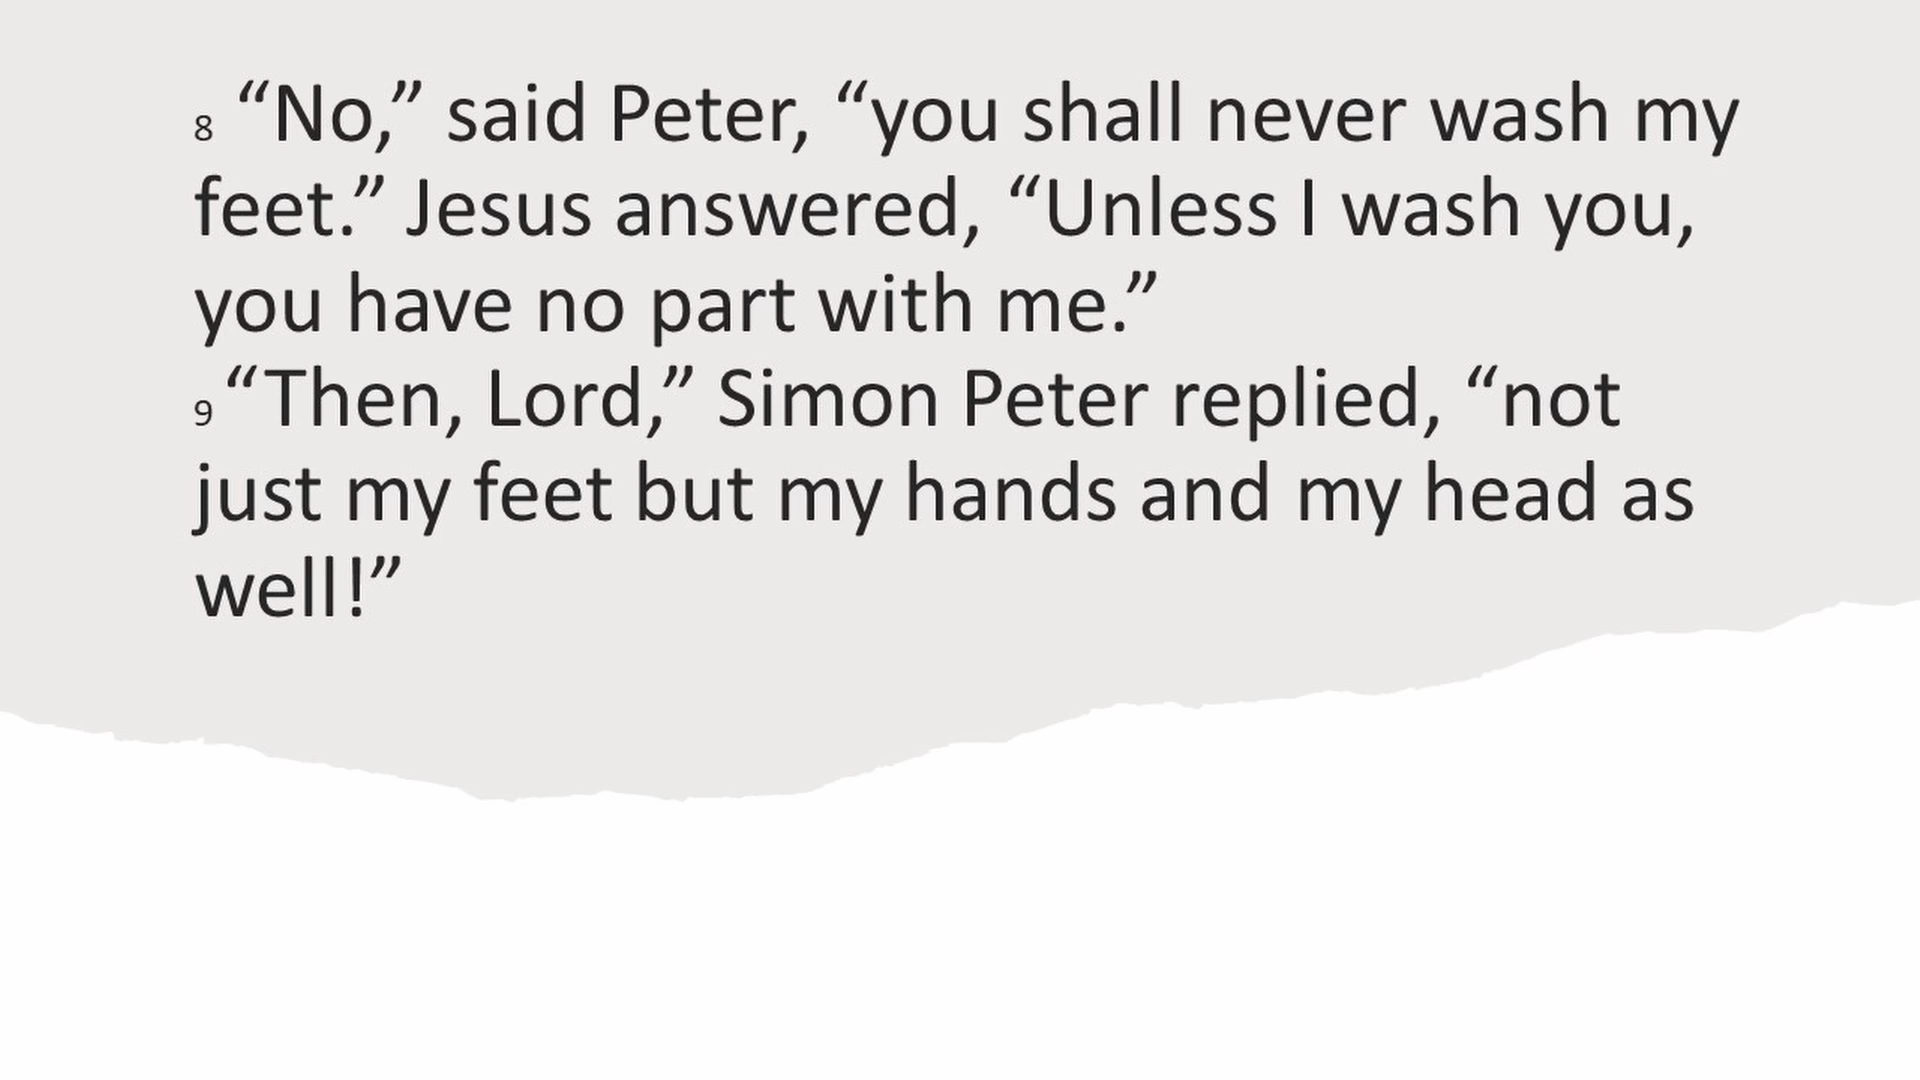 8 “No,” said Peter, “you shall never wash my
feet.” Jesus answered, “Unless I wash you,
you have no part with me.”
9 “Then, Lord,” Simon Peter replied, “not
just my feet but my hands and my head as
well!”